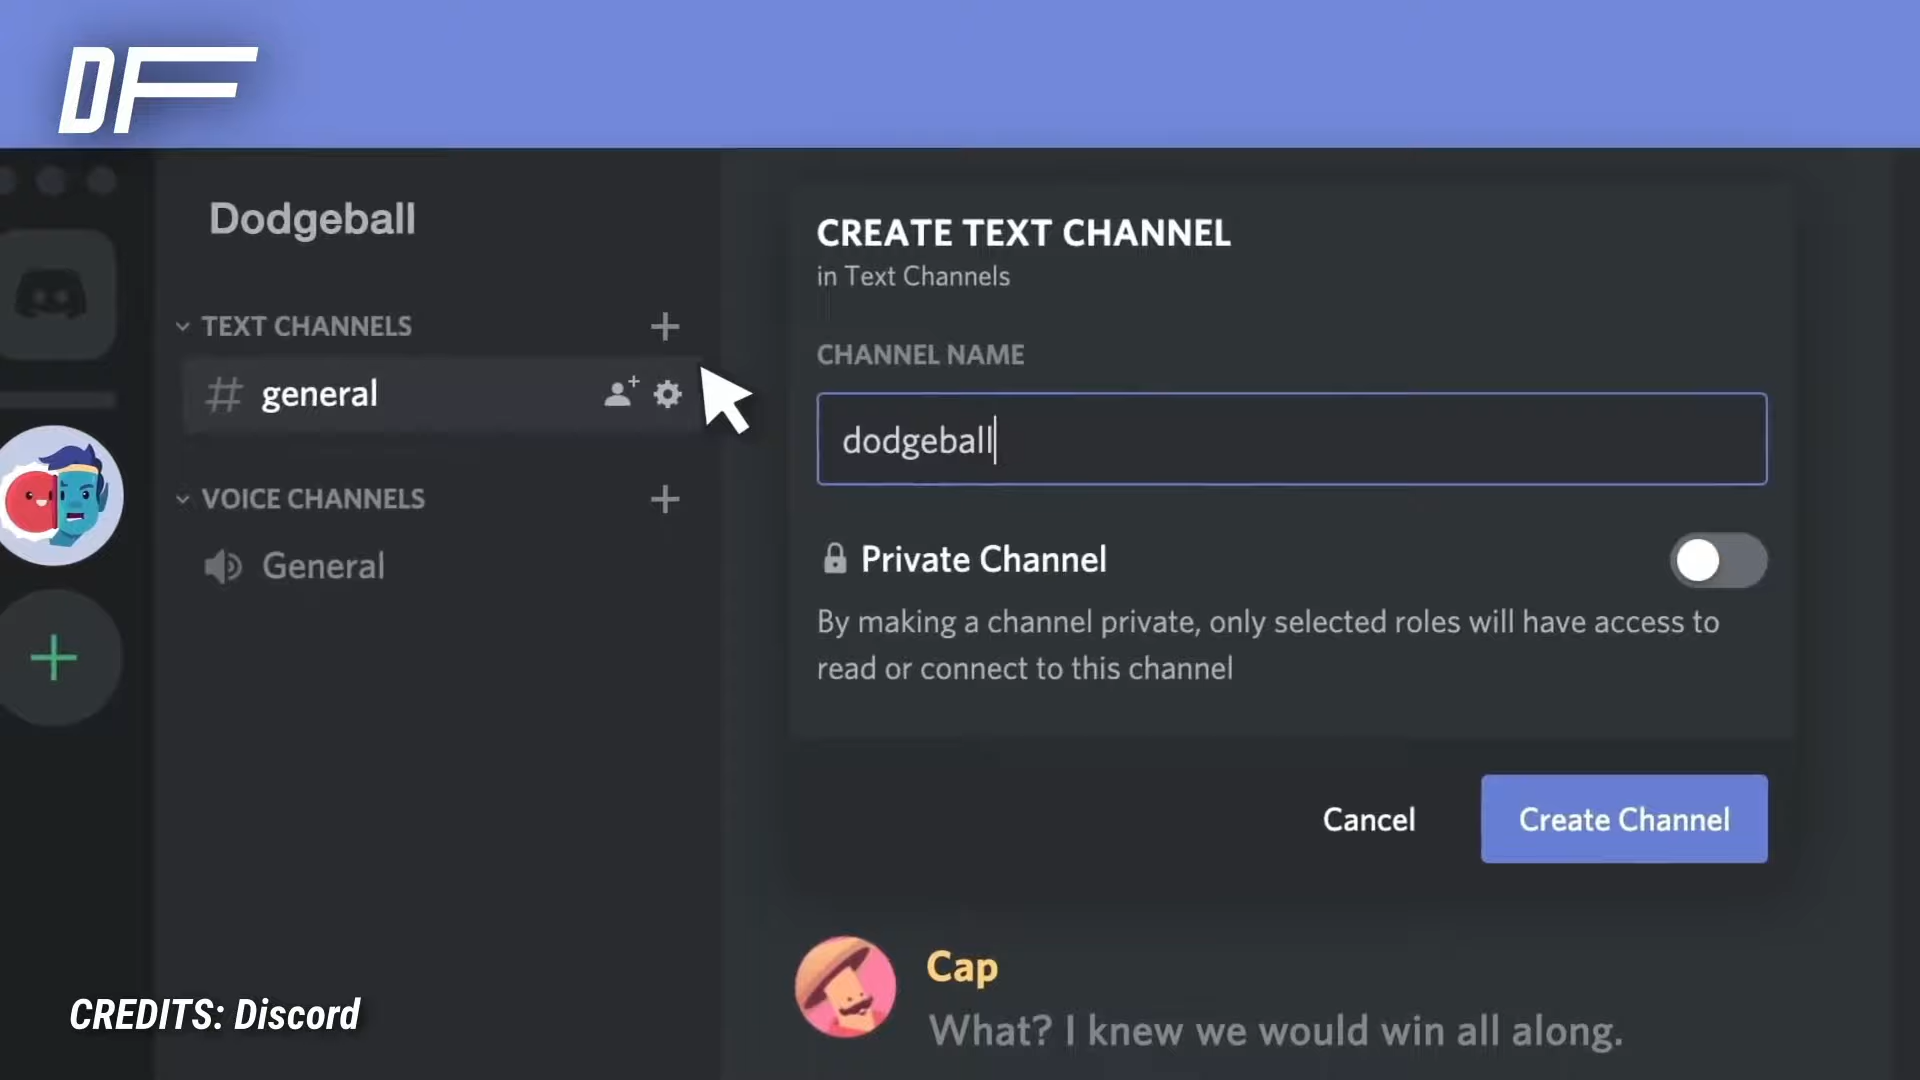 DF
Dodgeball
TEXT CHANNELS
# general
VOICE CHANNELS
General
CREATE TEXT CHANNEL
in Text Channels
CHANNEL NAME
dodgeball
Private Channel
By making a channel private, only selected roles will have access to
read or connect to this channel
Cancel
Create Channel
Cap
What? I knew we would win all along.
CREDITS: Discord